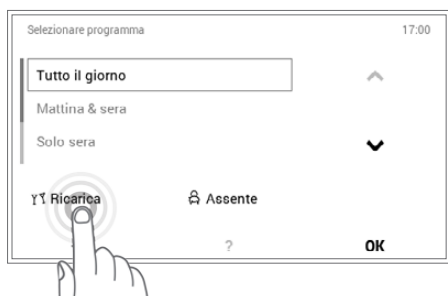 Selezionare programma 17:00
Tutto il giorno
Mattina & sera
Solo sera
Ricarica Assente
? OK